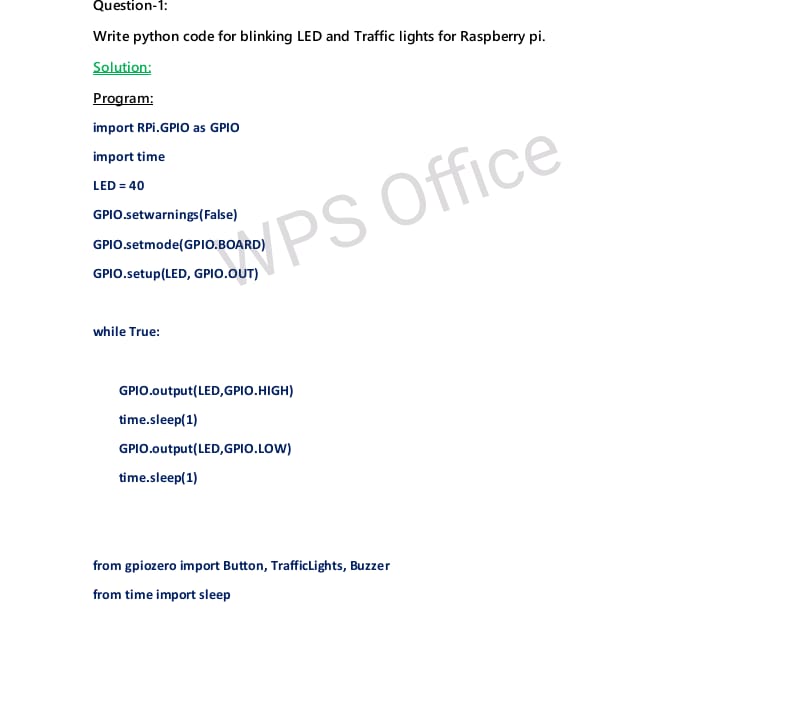 Question-1:
Write python code for blinking LED and Traffic lights for Raspberry pi.
Solution:
Program:
import RPi.GPIO as GPIO
import time
LED = 40
GPIO.setwarnings(False)
GPIO.setmode(GPIO.BOARD)
GPIO.setup(LED, GPIO.OUT)
WPS Office
while True:
GPIO.output(LED,GPIO.HIGH)
time.sleep(1)
GPIO.output(LED,GPIO.LOW)
time.sleep(1)
from gpiozero import Button, TrafficLights, Buzzer
from time import sleep